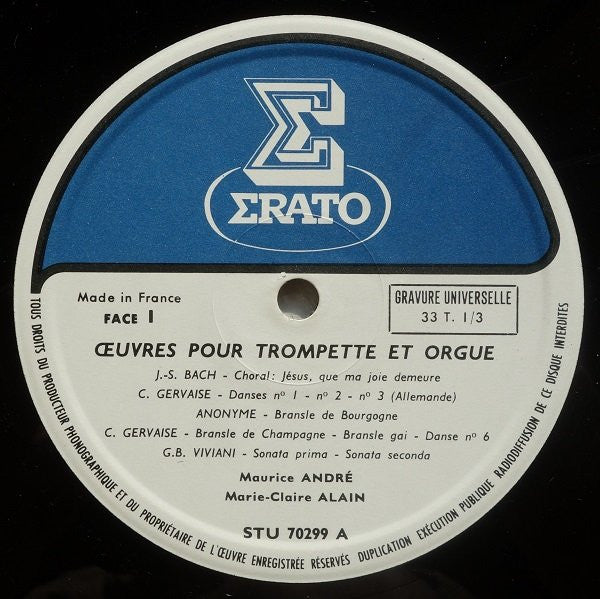 Σ
ΣRATO
Made in France
FACE I
GRAVURE UNIVERSELLE
33 T. 1/3
ŒUVRES POUR TROMPETTE ET ORGUE
J.-S. BACH - Choral: Jésus, que ma joie demeure
C. GERVAISE - Danses nº 1 - nº 2 - nº 3 (Allemande)
ANONYME - Bransle de Bourgogne
C. GERVAISE - Bransle de Champagne - Bransle gai - Danse nº 6
G.B. VIVIANI - Sonata prima - Sonata seconda
Maurice ANDRÉ
Marie-Claire ALAIN
STU 70299 A
TOUS DROITS DU PRODUCTEUR PHONOGRAPHIQUE ET DU PROPRIÉTAIRE DE L'ŒUVRE ENREGISTRÉE RÉSERVÉS DUPLICATION EXÉCUTION PUBLIQUE RADIODIFFUSION DE CE DISQUE INTERDITES